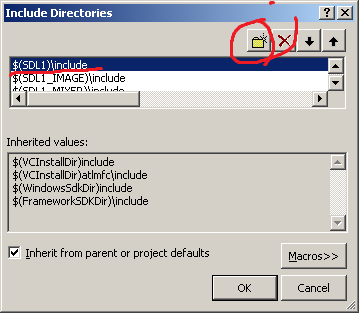 Include Directories
$(SDL1)\include
$(SDL1_IMAGE)\include
$(SDL1_MIXER)\include
Inherited values:
$(VCInstallDir)include
$(VCInstallDir)atlmfc\include
$(WindowsSdkDir)include
$(FrameworkSDKDir)\include
Inherit from parent or project defaults
Macros>>
OK
Cancel